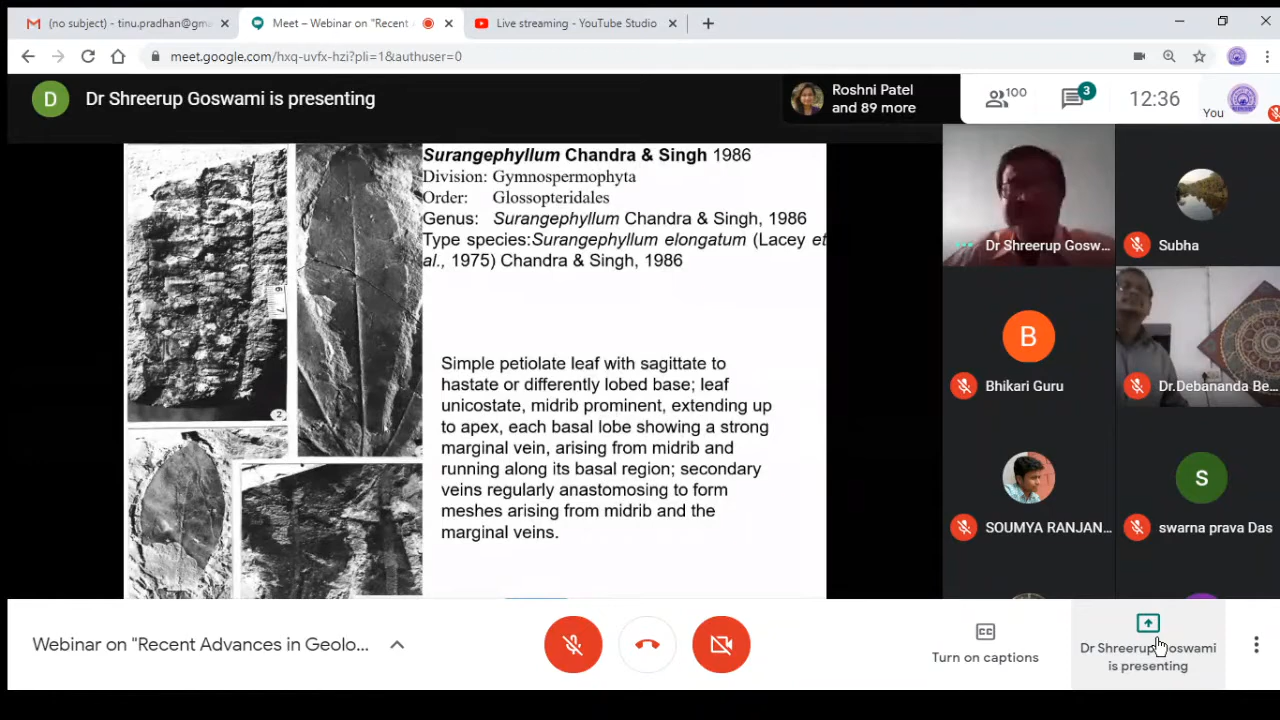 (no subject) - tinu.pradhan@gma
Meet – Webinar on "Recent A
Live streaming - YouTube Studio
meet.google.com/hxq-uvfx-hzi?pli=1&authuser=0
D
Dr Shreerup Goswami is presenting
Roshni Patel
and 89 more
100
3
12:36
You
Surangephyllum Chandra & Singh 1986
Division: Gymnospermophyta
Order: Glossopteridales
Genus: Surangephyllum Chandra & Singh, 1986
Type species:Surangephyllum elongatum (Lacey et
al., 1975) Chandra & Singh, 1986
6
7
2
Simple petiolate leaf with sagittate to
hastate or differently lobed base; leaf
unicostate, midrib prominent, extending up
to apex, each basal lobe showing a strong
marginal vein, arising from midrib and
running along its basal region; secondary
veins regularly anastomosing to form
meshes arising from midrib and the
marginal veins.
Dr Shreerup Gosw...
Subha
B
Bhikari Guru
Dr.Debananda Be...
SOUMYA RANJAN...
S
swarna prava Das
Webinar on "Recent Advances in Geolo...
CC
Turn on captions
Dr Shreerup Goswami
is presenting